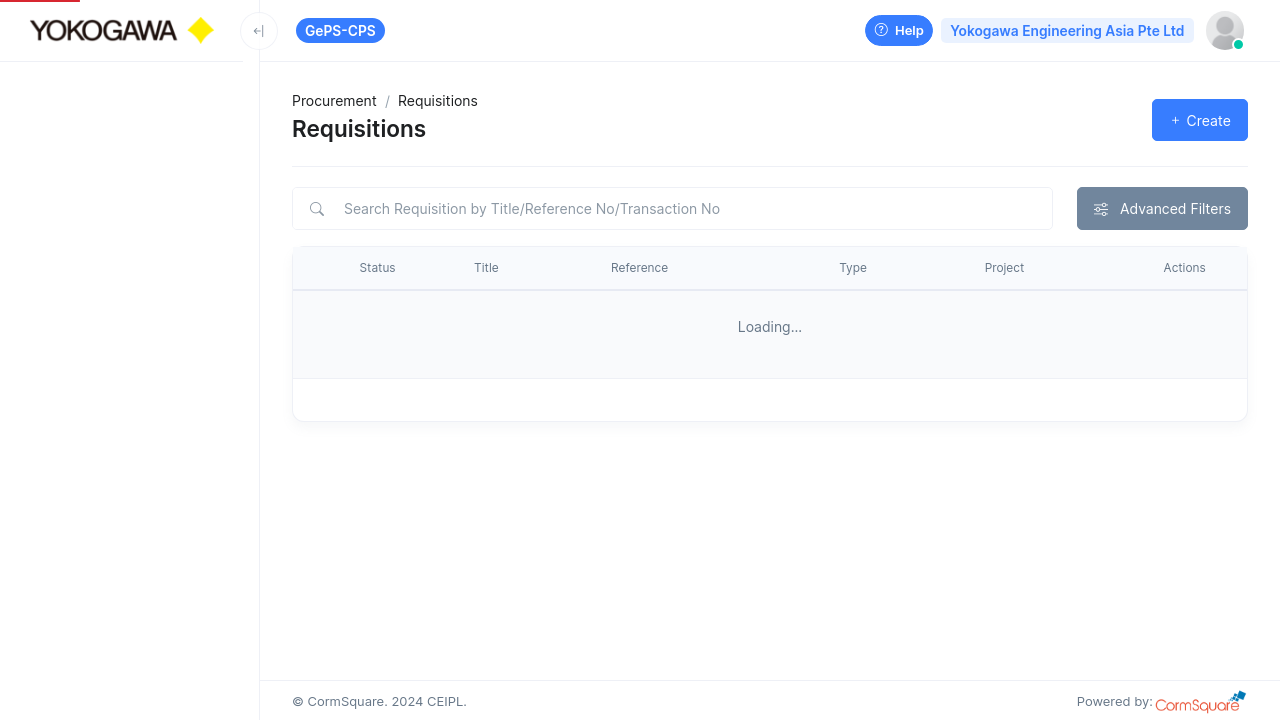 YOKOGAWA
GePS-CPS
Help
Yokogawa Engineering Asia Pte Ltd
Procurement / Requisitions
Requisitions
+ Create
Search Requisition by Title/Reference No/Transaction No
Advanced Filters
Status Title Reference Type Project Actions
Loading...
© CormSquare. 2024 CEIPL.
Powered by: CormSquare